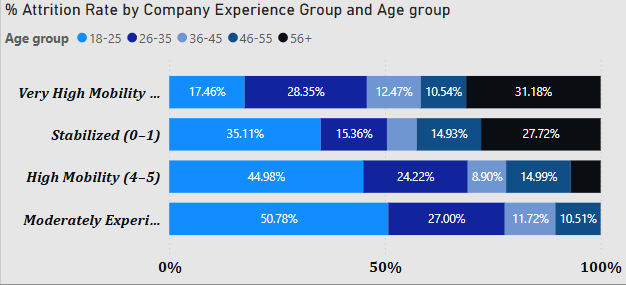 % Attrition Rate by Company Experience Group and Age group
Age group 18-25 26-35 36-45 46-55 56+
Very High Mobility ... 17.46% 28.35% 12.47% 10.54% 31.18%
Stabilized (0–1) 35.11% 15.36% 14.93% 27.72%
High Mobility (4–5) 44.98% 24.22% 8.90% 14.99%
Moderately Experi... 50.78% 27.00% 11.72% 10.51%
0% 50% 100%